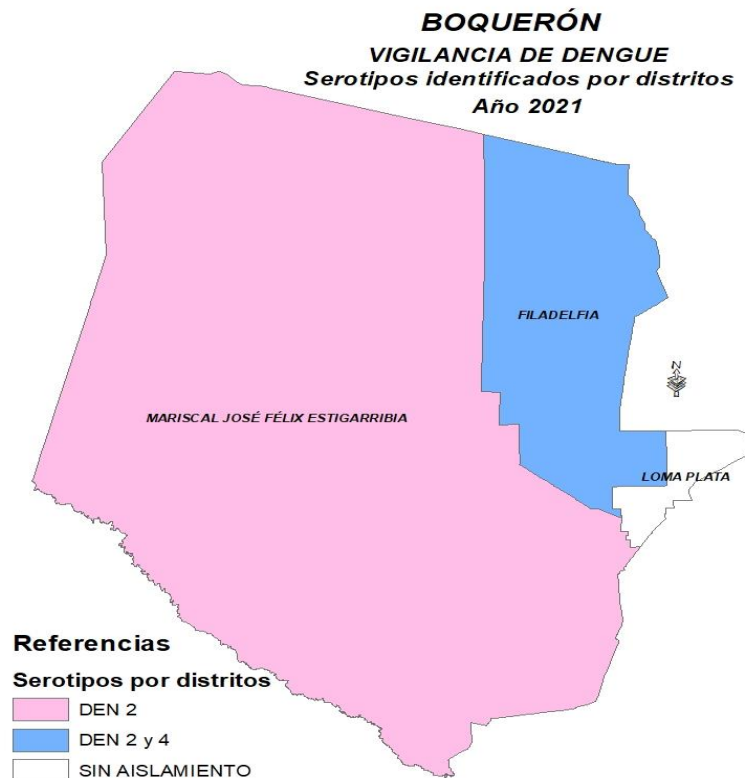 BOQUERÓN
VIGILANCIA DE DENGUE
Serotipos identificados por distritos
Año 2021
FILADELFIA
N
MARISCAL JOSÉ FÉLIX ESTIGARRIBIA
LOMA PLATA
Referencias
Serotipos por distritos
DEN 2
DEN 2 y 4
SIN AISLAMIENTO